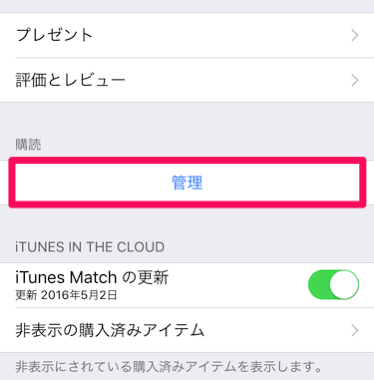 プレゼント
評価とレビュー
購読
管理
iTUNES IN THE CLOUD
iTunes Match の更新
更新 2016年5月2日
非表示の購入済みアイテム
非表示にされている購入済みアイテムを表示します。